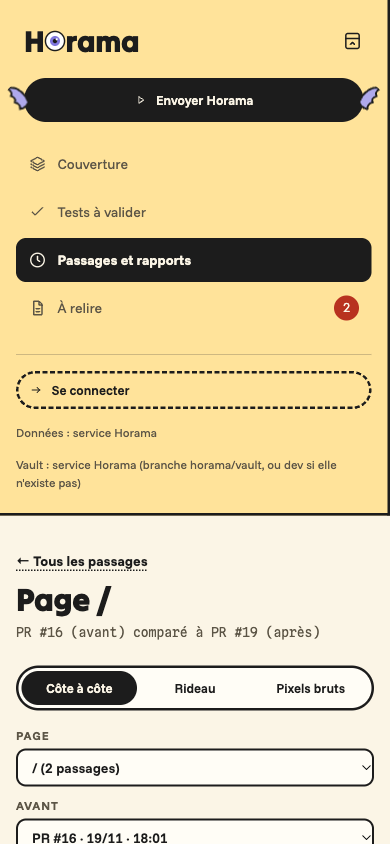 Horama
Envoyer Horama
Couverture
Tests à valider
Passages et rapports
À relire
2
Se connecter
Données : service Horama
Vault : service Horama (branche horama/vault, ou dev si elle
n'existe pas)
← Tous les passages
Page /
PR #16 (avant) comparé à PR #19 (après)
Côte à côte
Rideau
Pixels bruts
PAGE
/ (2 passages)
AVANT
PR #16 · 19/11 · 18:01